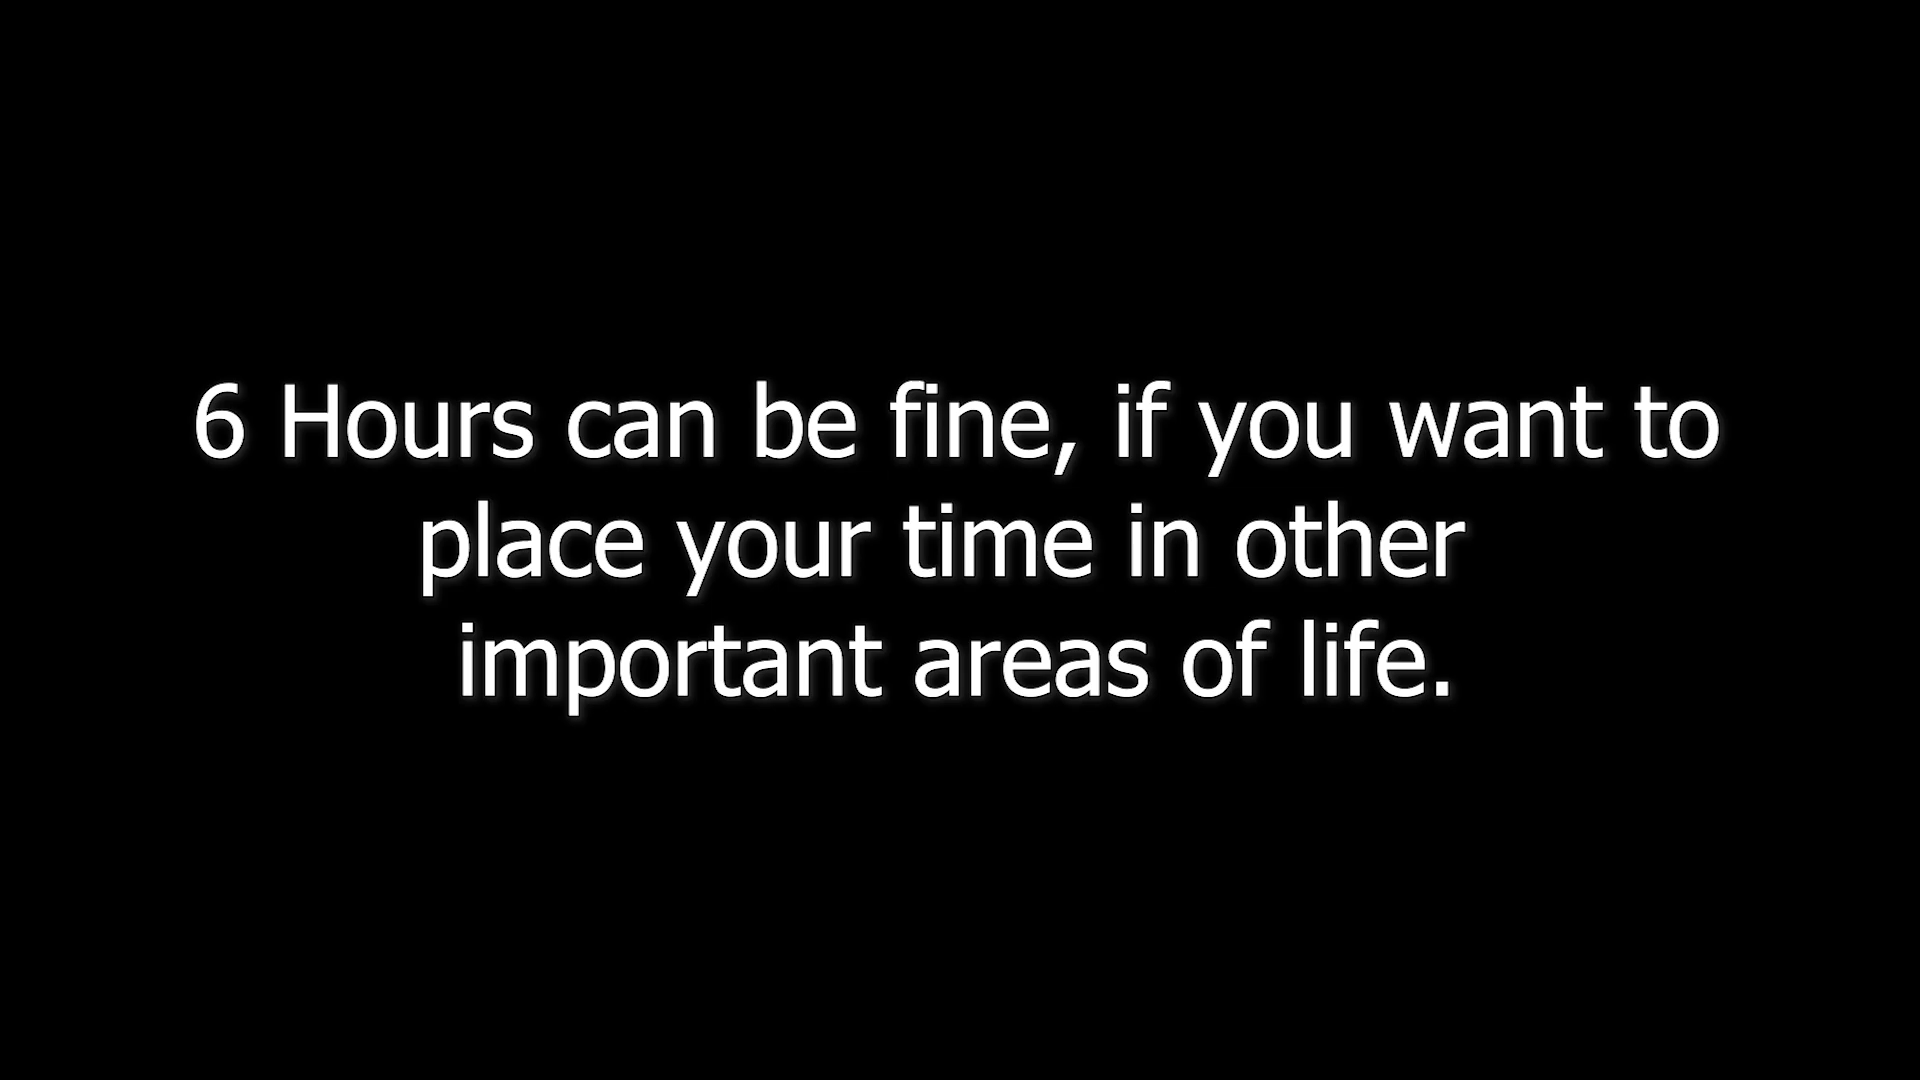 6 Hours can be fine, if you want to
place your time in other
important areas of life.